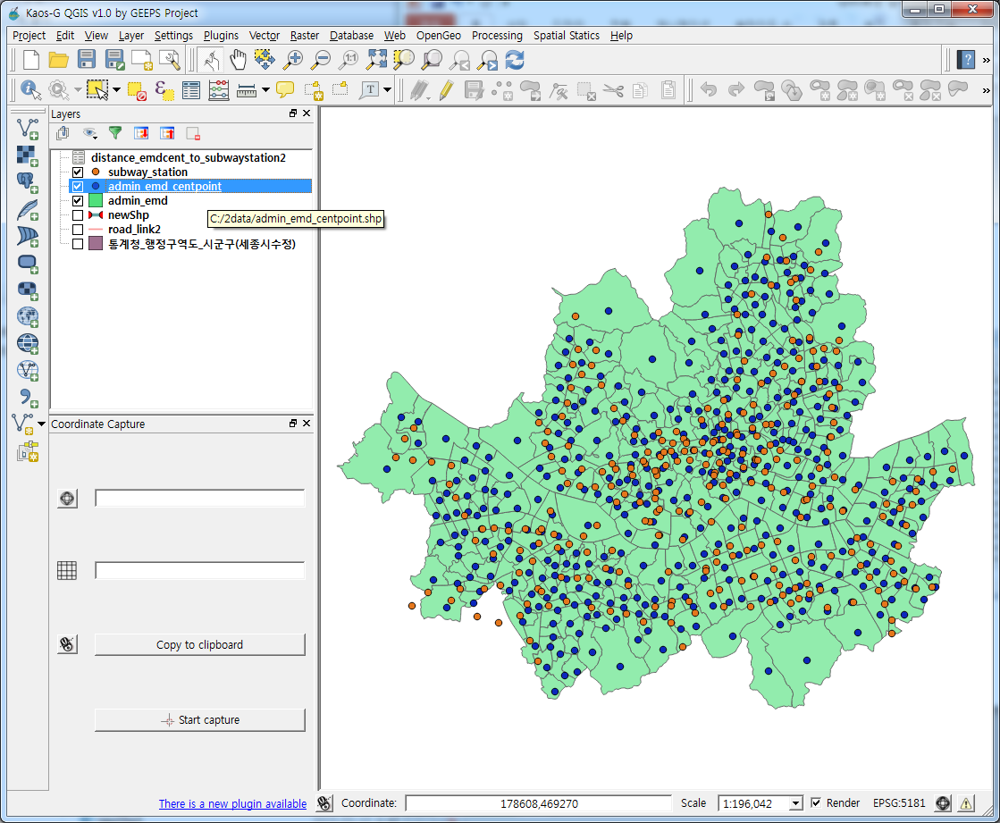 Kaos-G QGIS v1.0 by GEEPS Project
Project Edit View Layer Settings Plugins Vector Raster Database Web OpenGeo Processing Spatial Statics Help
Layers
distance_emdcent_to_subwaystation2
subway_station
admin_emd_centpoint
admin_emd
newShp
C:/2data/admin_emd_centpoint.shp
road_link2
통계청_행정구역도_시군구(세종시수정)
Coordinate Capture
Copy to clipboard
Start capture
There is a new plugin available
Coordinate:
178608,469270
Scale
1:196,042
Render
EPSG:5181